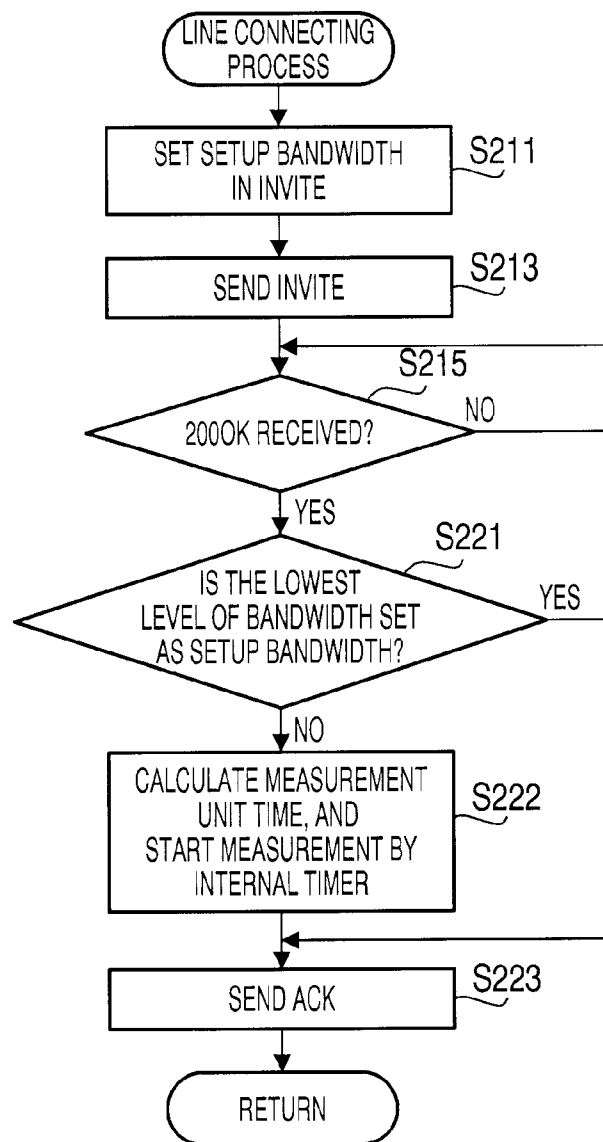 LINE CONNECTING
PROCESS
SET SETUP BANDWIDTH
IN INVITE
S211
SEND INVITE
S213
S215
200OK RECEIVED?
NO
YES
S221
IS THE LOWEST
LEVEL OF BANDWIDTH SET
AS SETUP BANDWIDTH?
YES
NO
CALCULATE MEASUREMENT
UNIT TIME, AND
START MEASUREMENT BY
INTERNAL TIMER
S222
SEND ACK
S223
RETURN